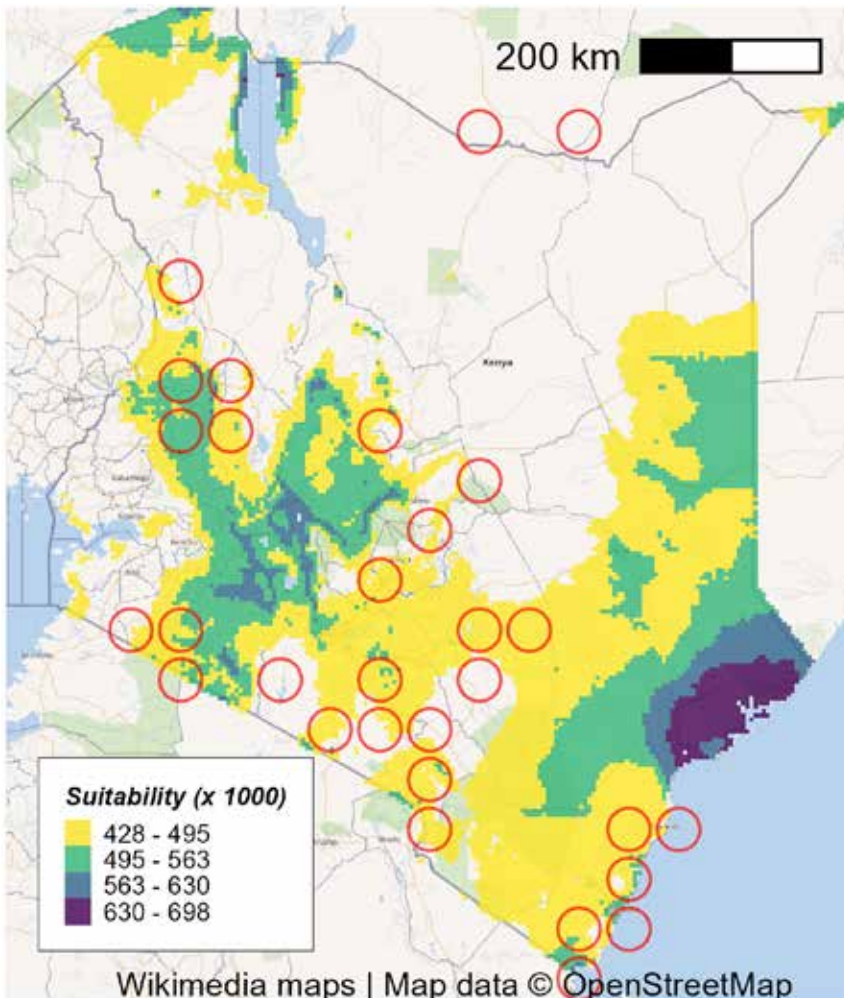 200 km
Kenya
Suitability (x 1000)
428 - 495
495 - 563
563 - 630
630 - 698
Wikimedia maps | Map data © OpenStreetMap